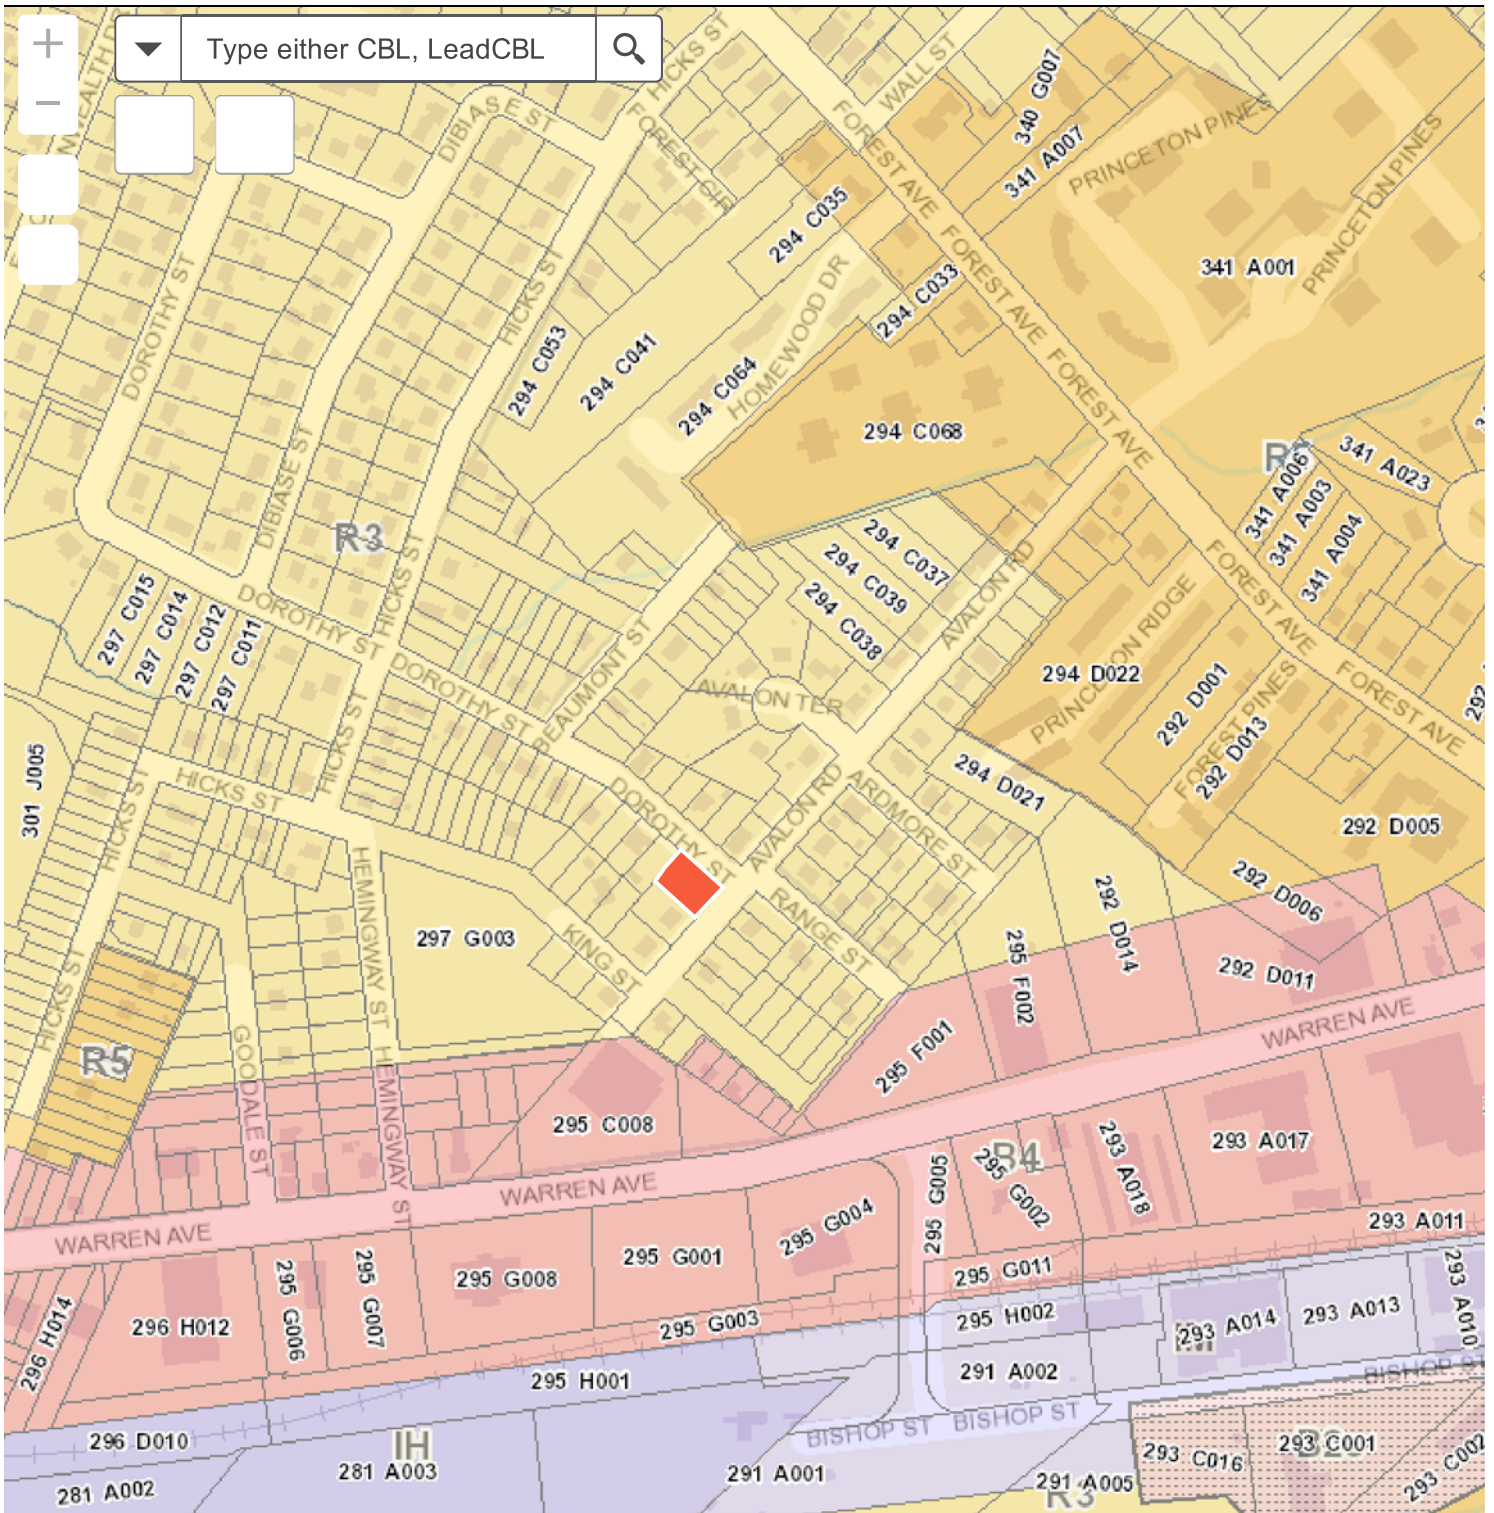 Type either CBL, LeadCBL
HICKS ST
WALL ST
DIBIASE ST
FOREST CIR
FOREST AVE
340 G007
341 A007
PRINCETON PINES
PRINCETON PINES
294 C035
FOREST AVE
341 A001
DOROTHY ST
HICKS ST
HOMEWOOD DR
294 C033
294 C053
294 C041
294 C064
FOREST AVE
294 C068
R5
341 A006
341 A023
341 A003
341 A004
DIBIASE ST
R3
HICKS ST
294 C037
294 C039
294 C038
AVALON RD
FOREST AVE
297 C015
297 C014
297 C012
297 C011
DOROTHY ST
DOROTHY ST
BEAUMONT ST
AVALON TER
294 D022
PRINCETON RIDGE
292 D001
FOREST PINES
292 D013
FOREST AVE
301 J005
HICKS ST
HICKS ST
HICKS ST
DOROTHY ST
AVALON RD
ARDMORE ST
294 D021
292 D005
HEMINGWAY ST
297 G003
KING ST
RANGE ST
295 F002
292 D014
292 D006
292 D011
HICKS ST
R5
GOODALE ST
HEMINGWAY ST
295 F001
WARREN AVE
295 C008
B4
295 G005
295 G002
293 A018
293 A017
WARREN AVE
WARREN AVE
295 G004
293 A011
296 H014
296 H012
295 G006
295 G007
295 G008
295 G001
295 G003
295 G011
295 H002
293 A014
293 A013
293 A010
295 H001
291 A002
BISHOP ST
296 D010
IH
281 A003
281 A002
BISHOP ST
BISHOP ST
291 A001
291 A005
R3
293 C016
293 C001
293 C002